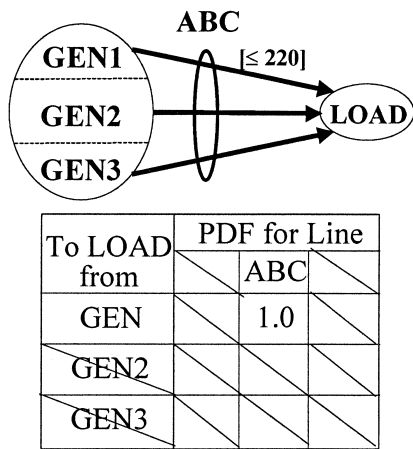 ABC
GEN1
[≤ 220]
GEN2
LOAD
GEN3
To LOAD from
PDF for Line
ABC
GEN
1.0
GEN2
GEN3